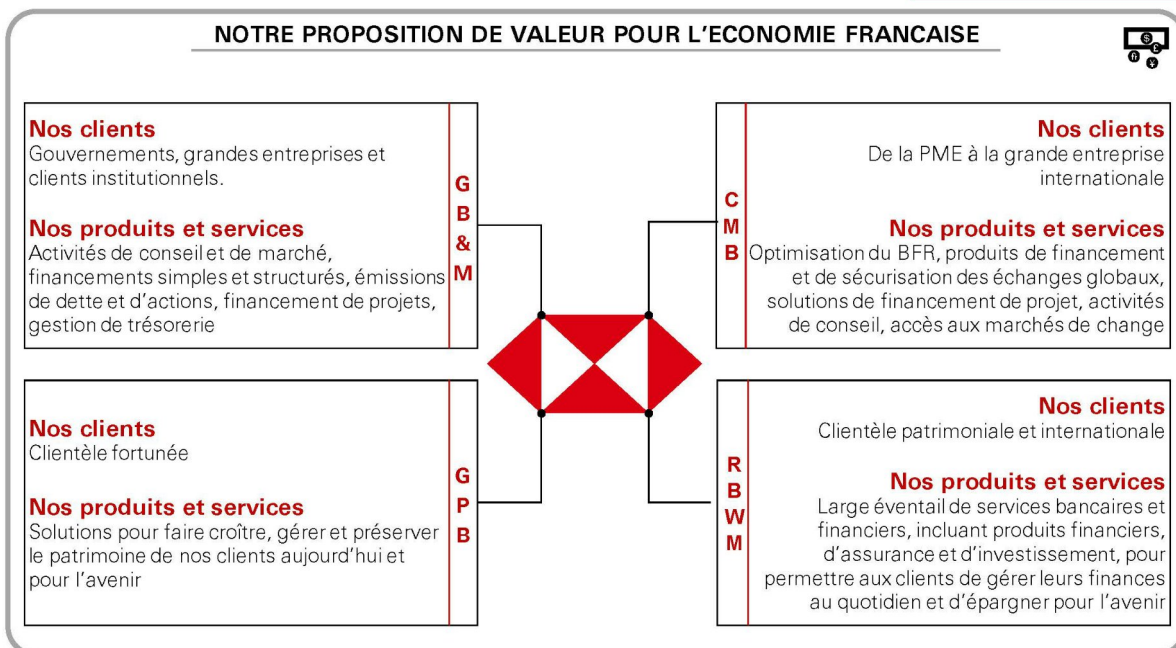 NOTRE PROPOSITION DE VALEUR POUR L'ECONOMIE FRANCAISE
Nos clients
Gouvernements, grandes entreprises et
clients institutionnels.
Nos produits et services
Activités de conseil et de marché,
financements simples et structurés, émissions
de dette et d'actions, financement de projets,
gestion de trésorerie
G
B
&
M
C
M
B
Nos clients
De la PME à la grande entreprise
internationale
Nos produits et services
Optimisation du BFR, produits de financement
et de sécurisation des échanges globaux,
solutions de financement de projet, activités
de conseil, accès aux marchés de change
Nos clients
Clientèle fortunée
Nos produits et services
Solutions pour faire croître, gérer et préserver
le patrimoine de nos clients aujourd'hui et
pour l'avenir
G
P
B
R
B
W
M
Nos clients
Clientèle patrimoniale et internationale
Nos produits et services
Large éventail de services bancaires et
financiers, incluant produits financiers,
d'assurance et d'investissement, pour
permettre aux clients de gérer leurs finances
au quotidien et d'épargner pour l'avenir